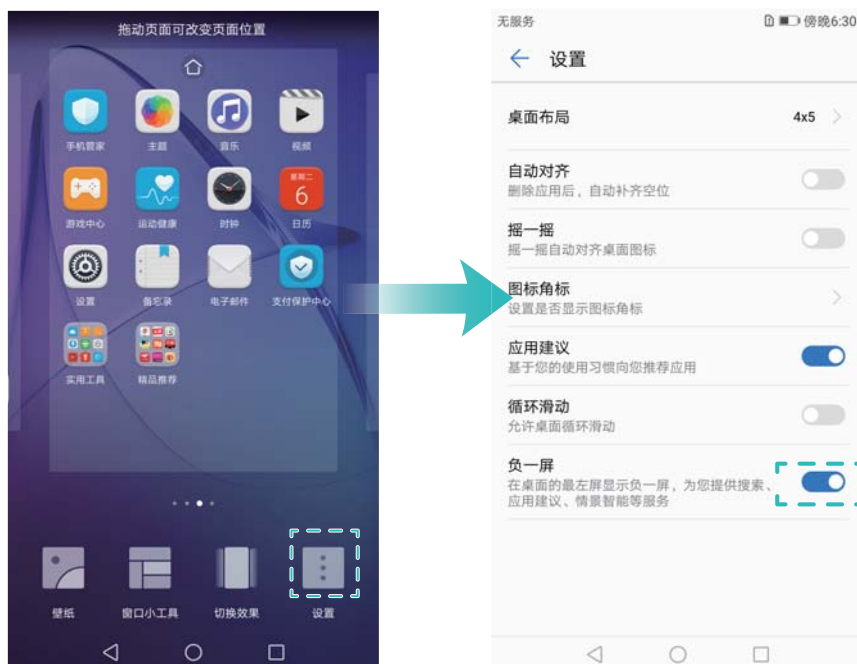 拖动页面可改变页面位置
手机管家
主题
音乐
视频
星期二
6
游戏中心
运动健康
时钟
日历
设置
备忘录
电子邮件
支付保护中心
实用工具
精品推荐
壁纸
窗口小工具
切换效果
设置
无服务
傍晚6:30
设置
桌面布局
4x5
自动对齐
删除应用后，自动补齐空位
摇一摇
摇一摇自动对齐桌面图标
图标角标
设置是否显示图标角标
应用建议
基于您的使用习惯向您推荐应用
循环滑动
允许桌面循环滑动
负一屏
在桌面的最左屏显示负一屏，为您提供搜索、
应用建议、情景智能等服务